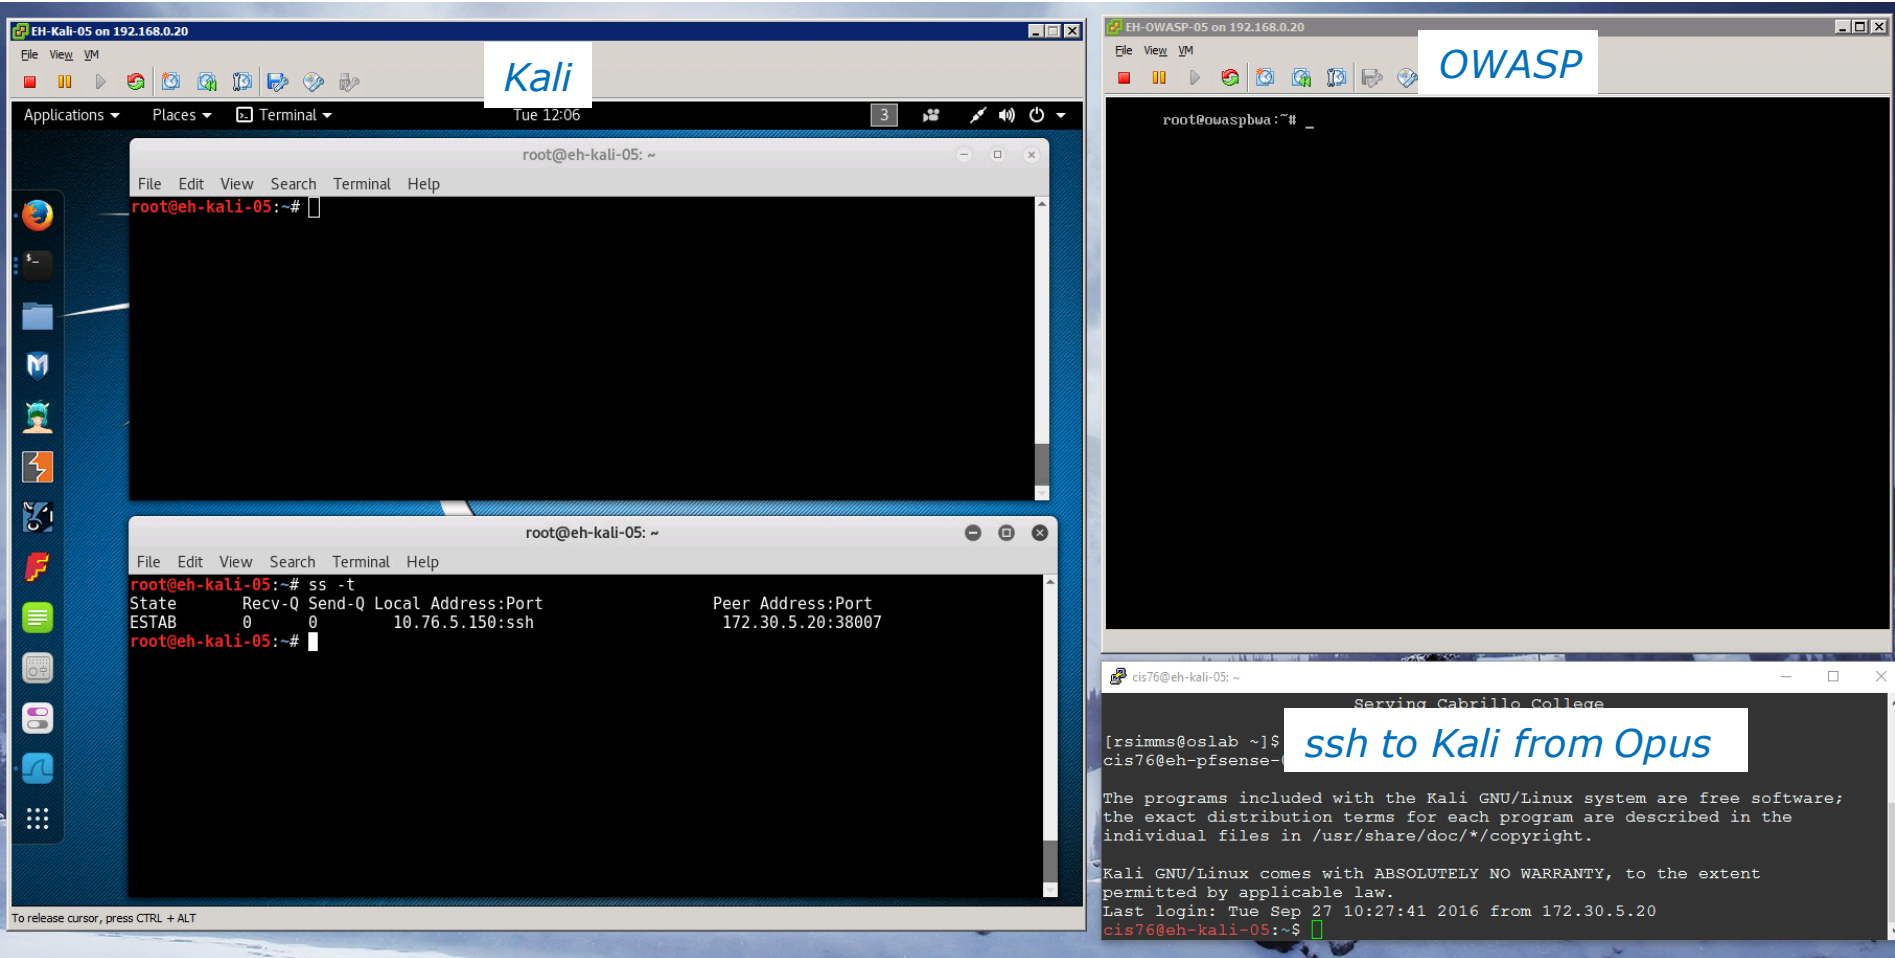 EH-Kali-05 on 192.168.0.20
File View VM
Kali
Applications Places Terminal Tue 12:06 3
root@eh-kali-05: ~
File Edit View Search Terminal Help
root@eh-kali-05:~#
root@eh-kali-05: ~
File Edit View Search Terminal Help
root@eh-kali-05:~# ss -t
State Recv-Q Send-Q Local Address:Port Peer Address:Port
ESTAB 0 0 10.76.5.150:ssh 172.30.5.20:38007
root@eh-kali-05:~#
To release cursor, press CTRL + ALT
EH-OWASP-05 on 192.168.0.20
File View VM
OWASP
root@owaspbwa:~# _
cis76@eh-kali-05: ~
Serving Cabrillo College
ssh to Kali from Opus
[rsimms@oslab ~]$
cis76@eh-pfsense-
The programs included with the Kali GNU/Linux system are free software;
the exact distribution terms for each program are described in the
individual files in /usr/share/doc/*/copyright.
Kali GNU/Linux comes with ABSOLUTELY NO WARRANTY, to the extent
permitted by applicable law.
Last login: Tue Sep 27 10:27:41 2016 from 172.30.5.20
cis76@eh-kali-05:~$